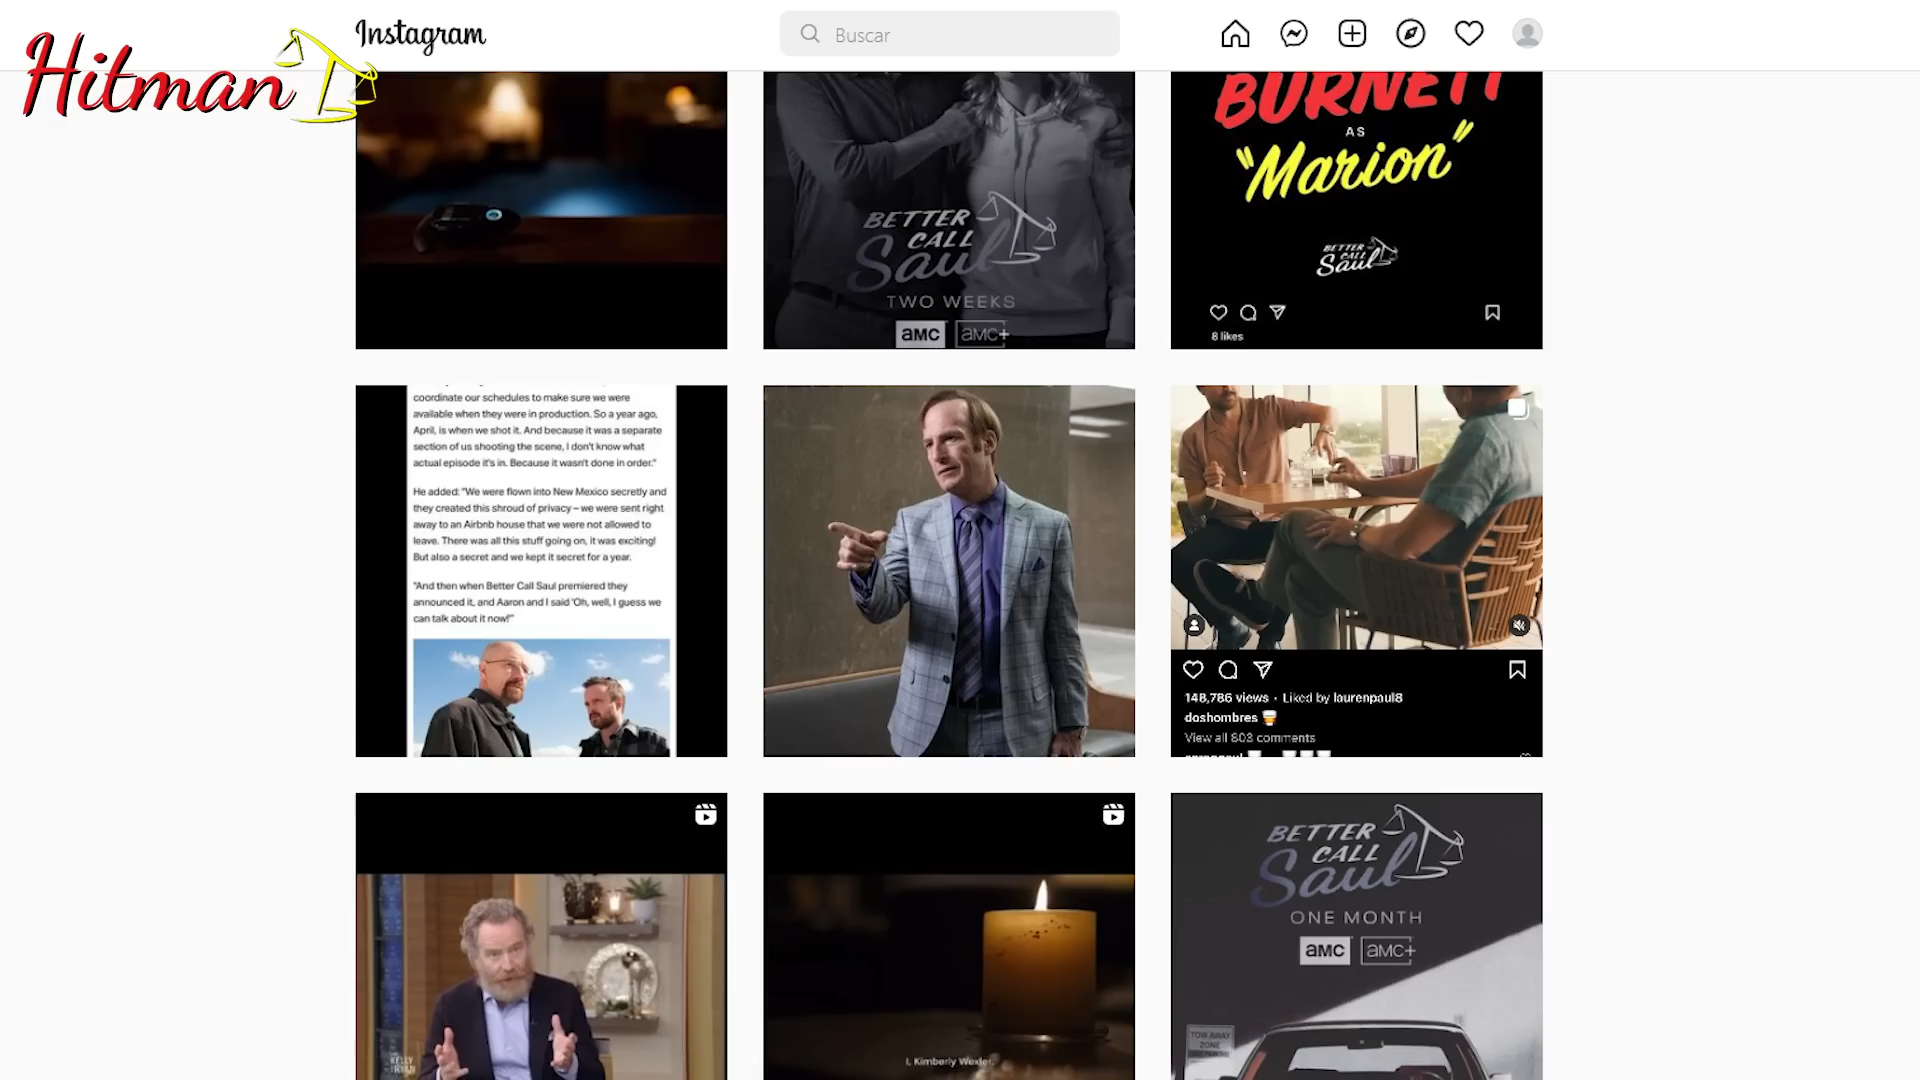 Hitman
Instagram
Buscar
BURNETT
AS
"Marion"
BETTER
CALL
Saul
TWO WEEKS
aMC
aMC+
BETTER
CALL
Saul
8 likes
coordinate our schedules to make sure we were
available when they were in production. So a year ago,
April, is when we shot it. And because it was a separate
section of us shooting the scene, I don't know what
actual episode it's in. Because it wasn't done in order."
He added: "We were flown into New Mexico secretly and
they created this shroud of privacy – we were sent right
away to an Airbnb house that we were not allowed to
leave. There was all this stuff going on, it was exciting!
But also a secret and we kept it secret for a year.
"And then when Better Call Saul premiered they
announced it, and Aaron and I said 'Oh, well, I guess we
can talk about it now!'"
148,786 views · Liked by laurenpaul8
doshombres
View all 803 comments
KELLY
RYAN
I, Kimberly Wexler,
BETTER
CALL
Saul
ONE MONTH
aMC
aMC+
TOW AWAY
ZONE